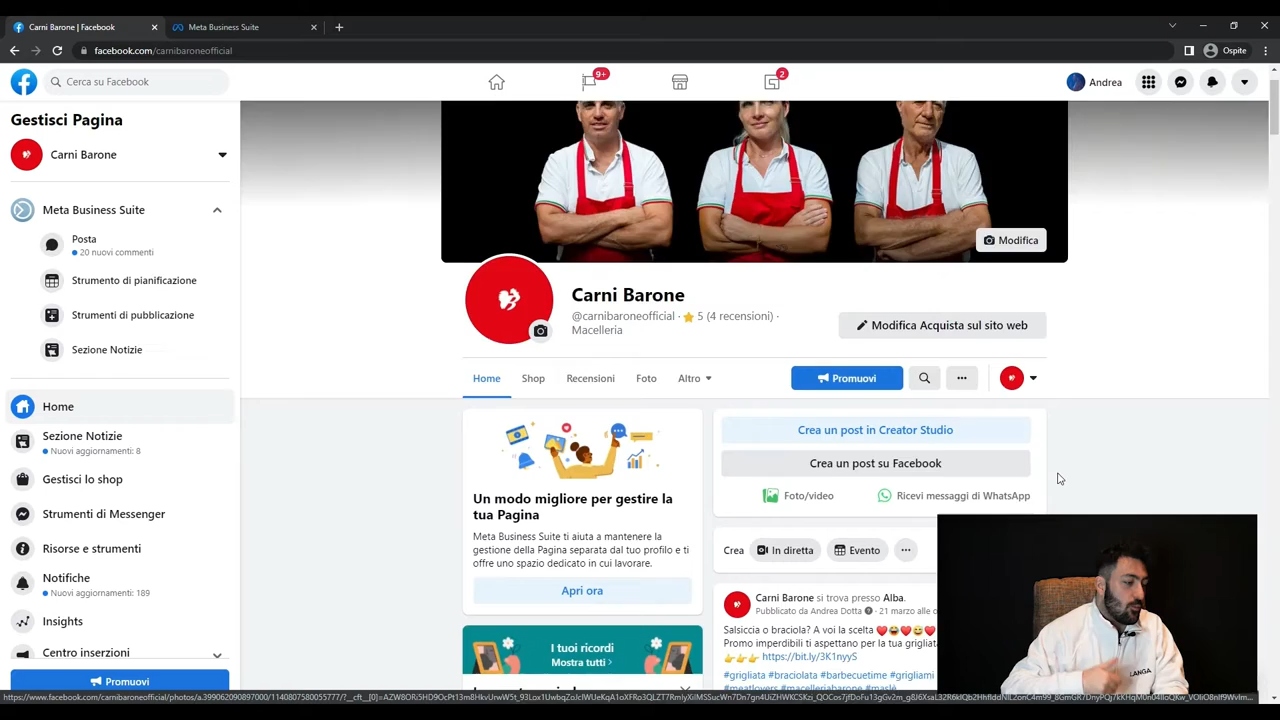 Carni Barone | Facebook
Meta Business Suite
facebook.com/carnibaroneofficial
Ospite
Cerca su Facebook
9+
2
Andrea
Gestisci Pagina
Carni Barone
Meta Business Suite
Posta
20 nuovi commenti
Strumento di pianificazione
Strumenti di pubblicazione
Sezione Notizie
Home
Sezione Notizie
Nuovi aggiornamenti: 8
Gestisci lo shop
Strumenti di Messenger
Risorse e strumenti
Notifiche
Nuovi aggiornamenti: 189
Insights
Centro inserzioni
Promuovi
Modifica
Carni Barone
@carnibaroneofficial · 5 (4 recensioni) ·
Macelleria
Modifica Acquista sul sito web
Home Shop Recensioni Foto Altro
Promuovi
Un modo migliore per gestire la
tua Pagina
Meta Business Suite ti aiuta a mantenere la
gestione della Pagina separata dal tuo profilo e ti
offre uno spazio dedicato in cui lavorare.
Apri ora
I tuoi ricordi
Mostra tutti
Crea un post in Creator Studio
Crea un post su Facebook
Foto/video
Ricevi messaggi di WhatsApp
Crea
In diretta
Evento
Carni Barone si trova presso Alba.
Pubblicato da Andrea Dotta · 21 marzo alle
Salsiccia o braciola? A voi la scelta
Promo imperdibili ti aspettano per la tua
https://bit.ly/3K1nyyS
#grigliata #braciolata #barbecuetime #grigliami
LANGA